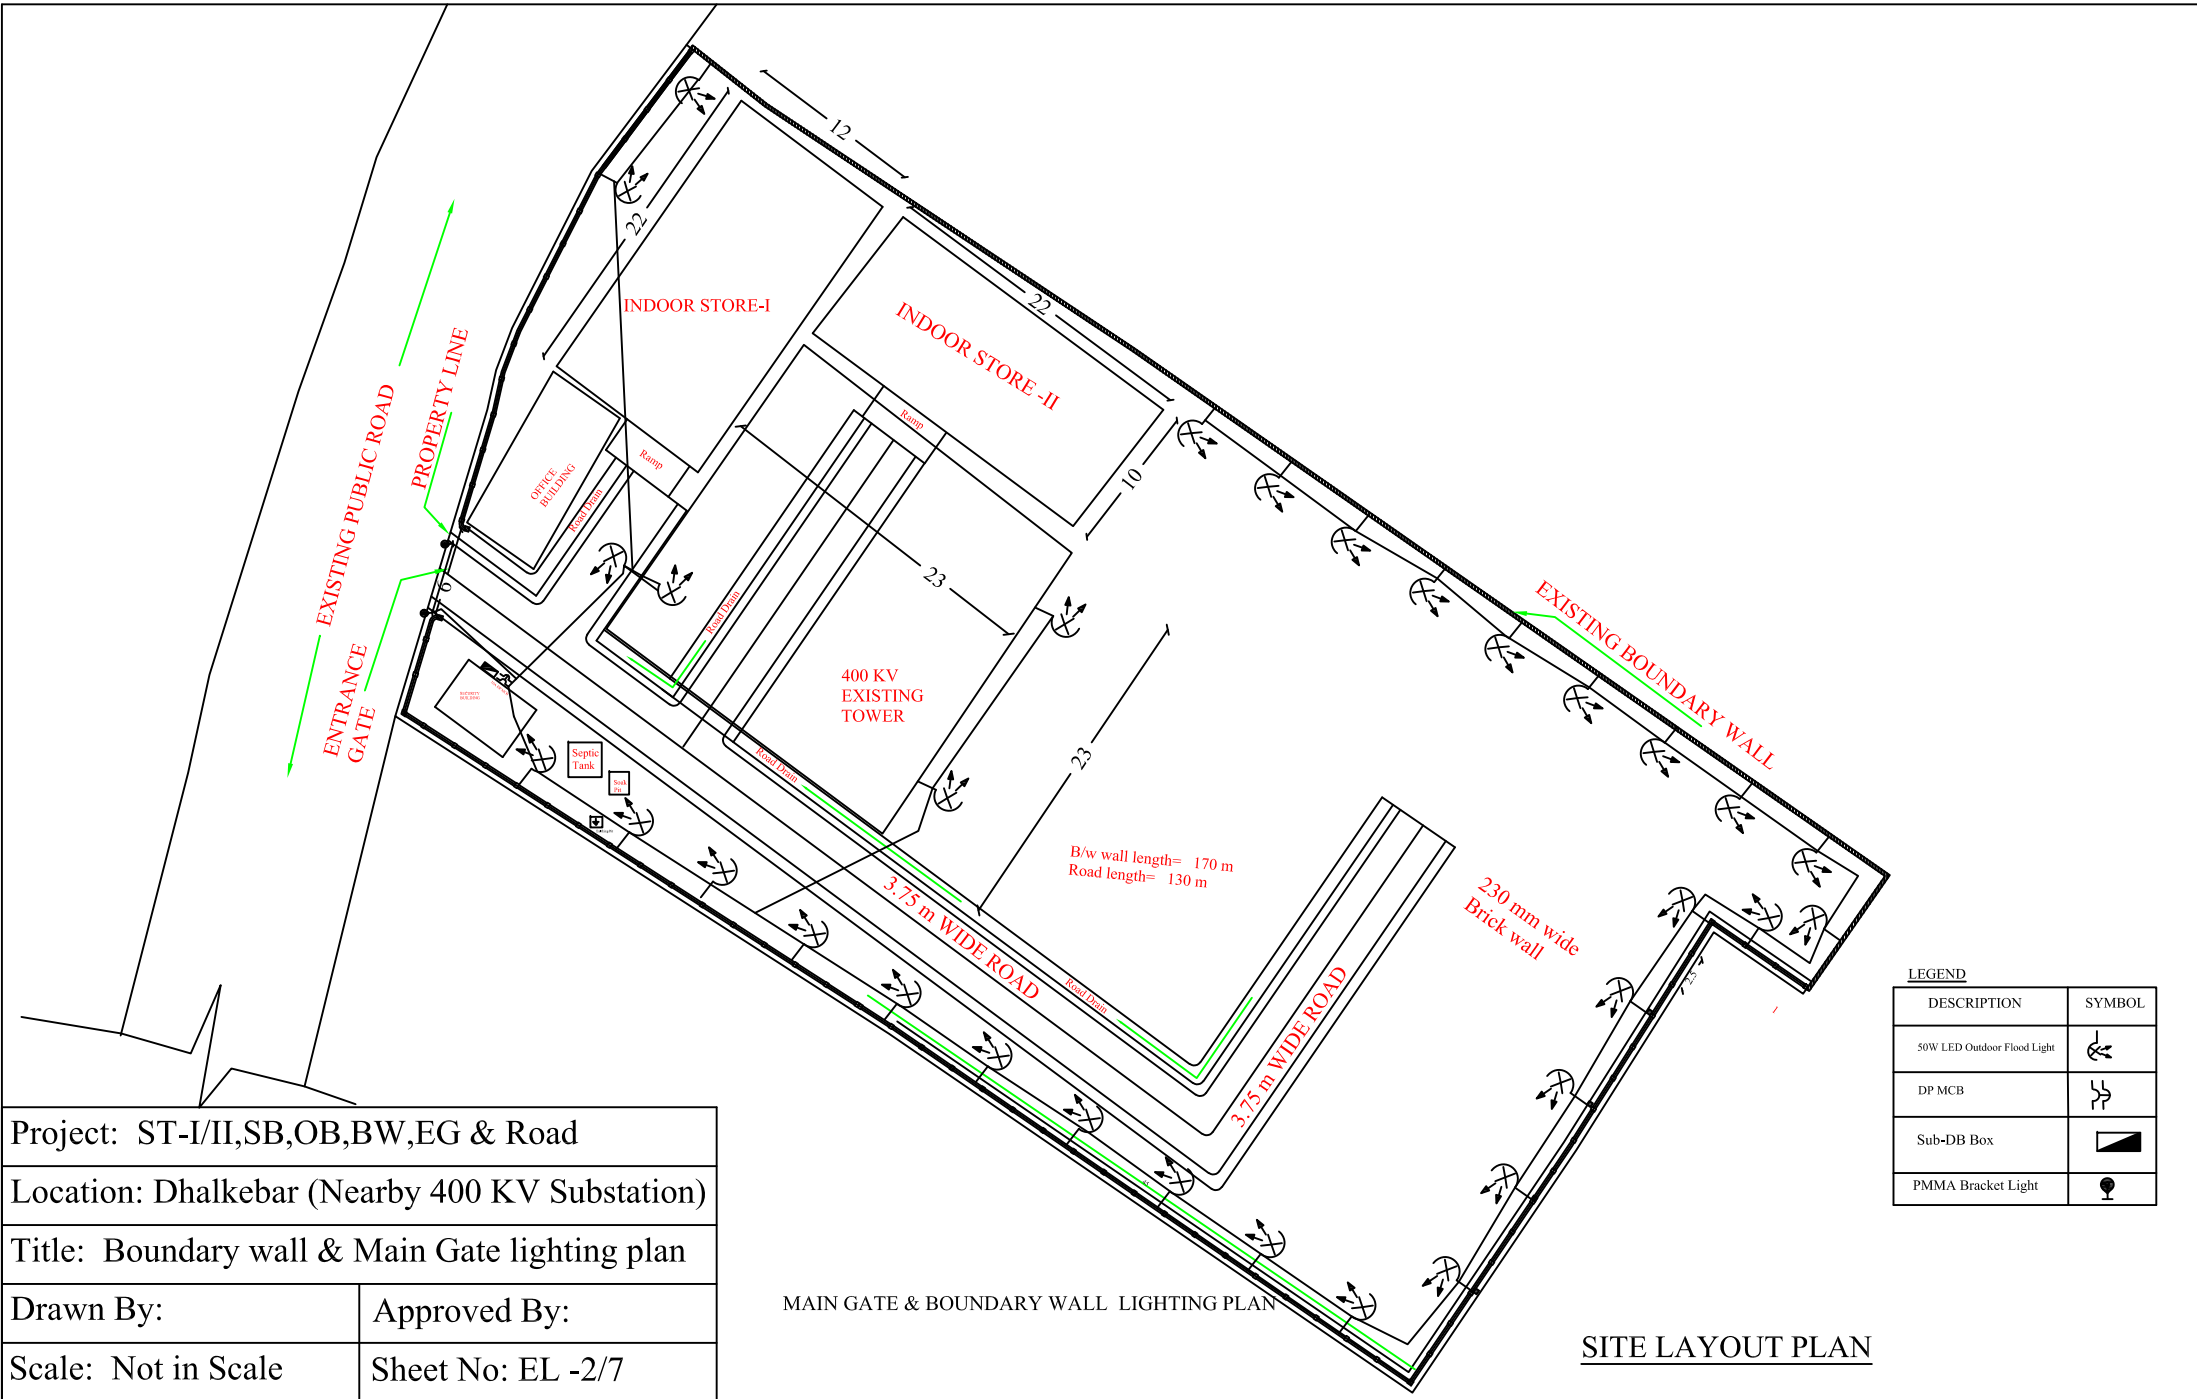 12
22
INDOOR STORE-I
22
INDOOR STORE -II
Ramp
Ramp
10
PROPERTY LINE
EXISTING PUBLIC ROAD
OFFICE
BUILDING
Road Drain
23
6
Road Drain
ENTRANCE
GATE
400 KV
EXISTING
TOWER
23
EXISTING BOUNDARY WALL
Septic
Tank
Soak
Pit
Road Drain
B/w wall length= 170 m
Road length= 130 m
3.75 m WIDE ROAD
230 mm wide
Brick wall
Road Drain
3.75 m WIDE ROAD
2.5
LEGEND
DESCRIPTION SYMBOL
50W LED Outdoor Flood Light
DP MCB
Sub-DB Box
PMMA Bracket Light
Project: ST-I/II,SB,OB,BW,EG & Road
Location: Dhalkebar (Nearby 400 KV Substation)
Title: Boundary wall & Main Gate lighting plan
Drawn By: Approved By:
Scale: Not in Scale Sheet No: EL -2/7
MAIN GATE & BOUNDARY WALL LIGHTING PLAN
SITE LAYOUT PLAN